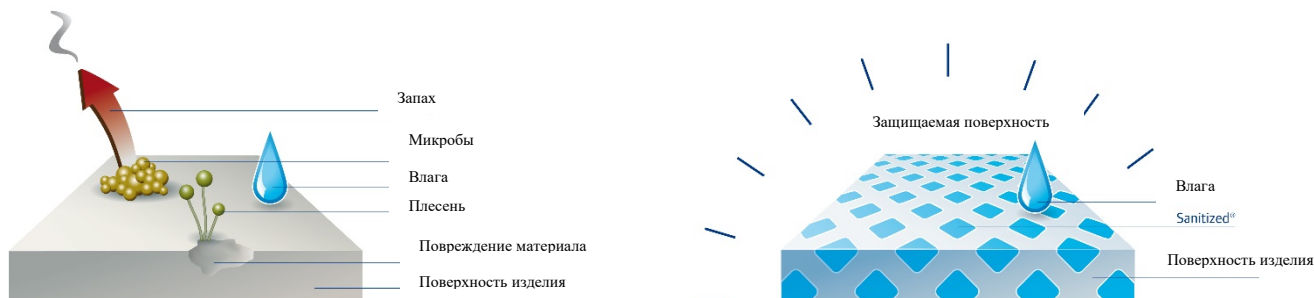 Запах
Микробы
Влага
Плесень
Повреждение материала
Поверхность изделия
Защищаемая поверхность
Влага
Sanitized®
Поверхность изделия